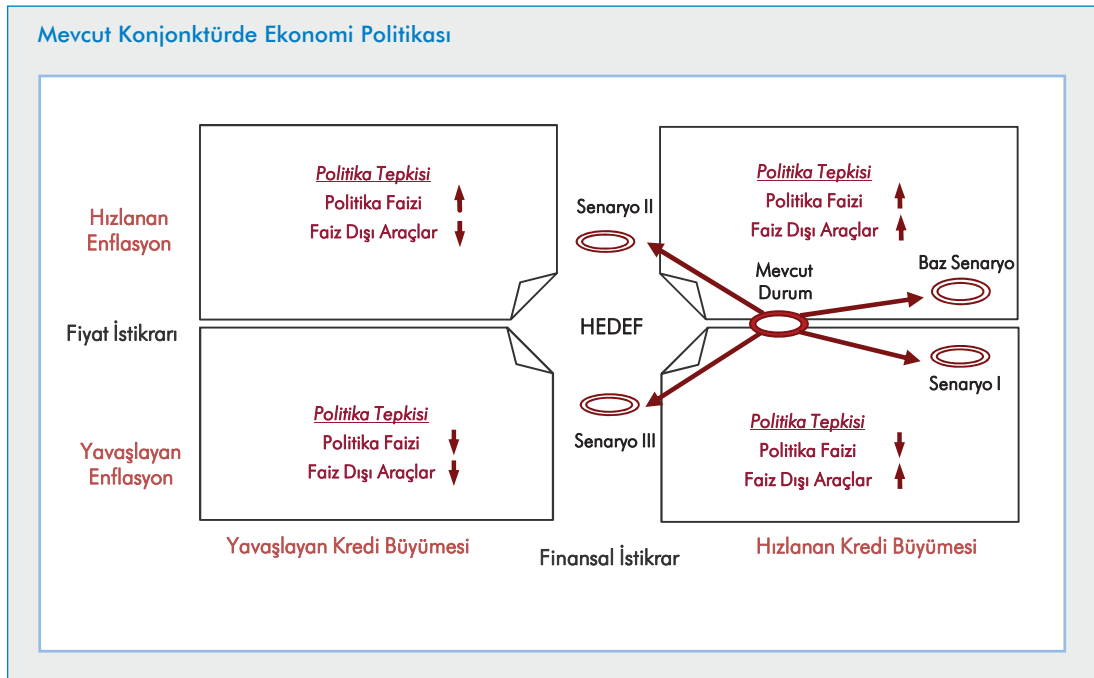 Mevcut Konjonktürde Ekonomi Politikası
Hızlanan
Enflasyon
Politika Tepkisi
Politika Faizi
Faiz Dışı Araçlar
Senaryo II
Politika Tepkisi
Politika Faizi
Faiz Dışı Araçlar
Mevcut
Durum
Baz Senaryo
Fiyat İstikrarı
HEDEF
Senaryo I
Yavaşlayan
Enflasyon
Politika Tepkisi
Politika Faizi
Faiz Dışı Araçlar
Senaryo III
Politika Tepkisi
Politika Faizi
Faiz Dışı Araçlar
Yavaşlayan Kredi Büyümesi
Finansal İstikrar
Hızlanan Kredi Büyümesi